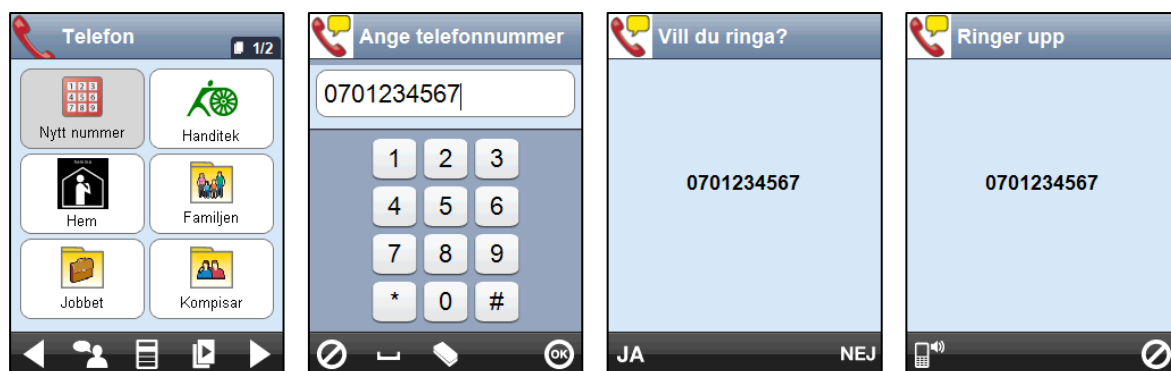 Telefon
1/2
Nytt nummer
Handitek
Hem
Familjen
Jobbet
Kompisar
Ange telefonnummer
0701234567
1 2 3
4 5 6
7 8 9
* 0 #
OK
Vill du ringa?
0701234567
JA
NEJ
Ringer upp
0701234567